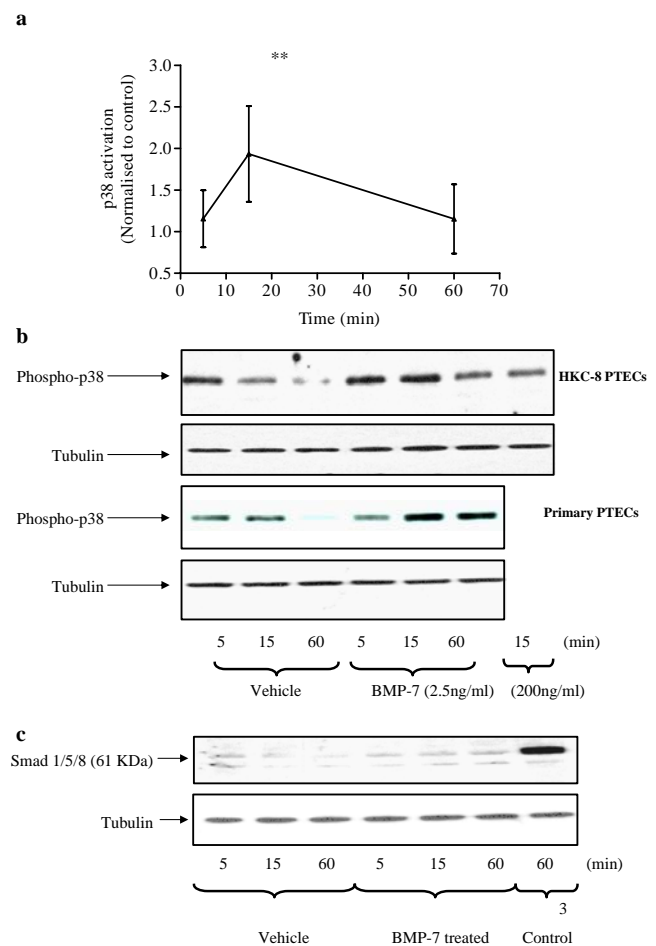 a
**
3.0
2.5
2.0
1.5
1.0
0.5
p38 activation
(Normalised to control)
0 10 20 30 40 50 60 70
Time (min)
b
Phospho-p38
HKC-8 PTECs
Tubulin
Phospho-p38
Primary PTECs
Tubulin
5 15 60 5 15 60 15 (min)
Vehicle BMP-7 (2.5ng/ml) (200ng/ml)
c
Smad 1/5/8 (61 KDa)
Tubulin
5 15 60 5 15 60 60 (min)
3
Vehicle BMP-7 treated Control